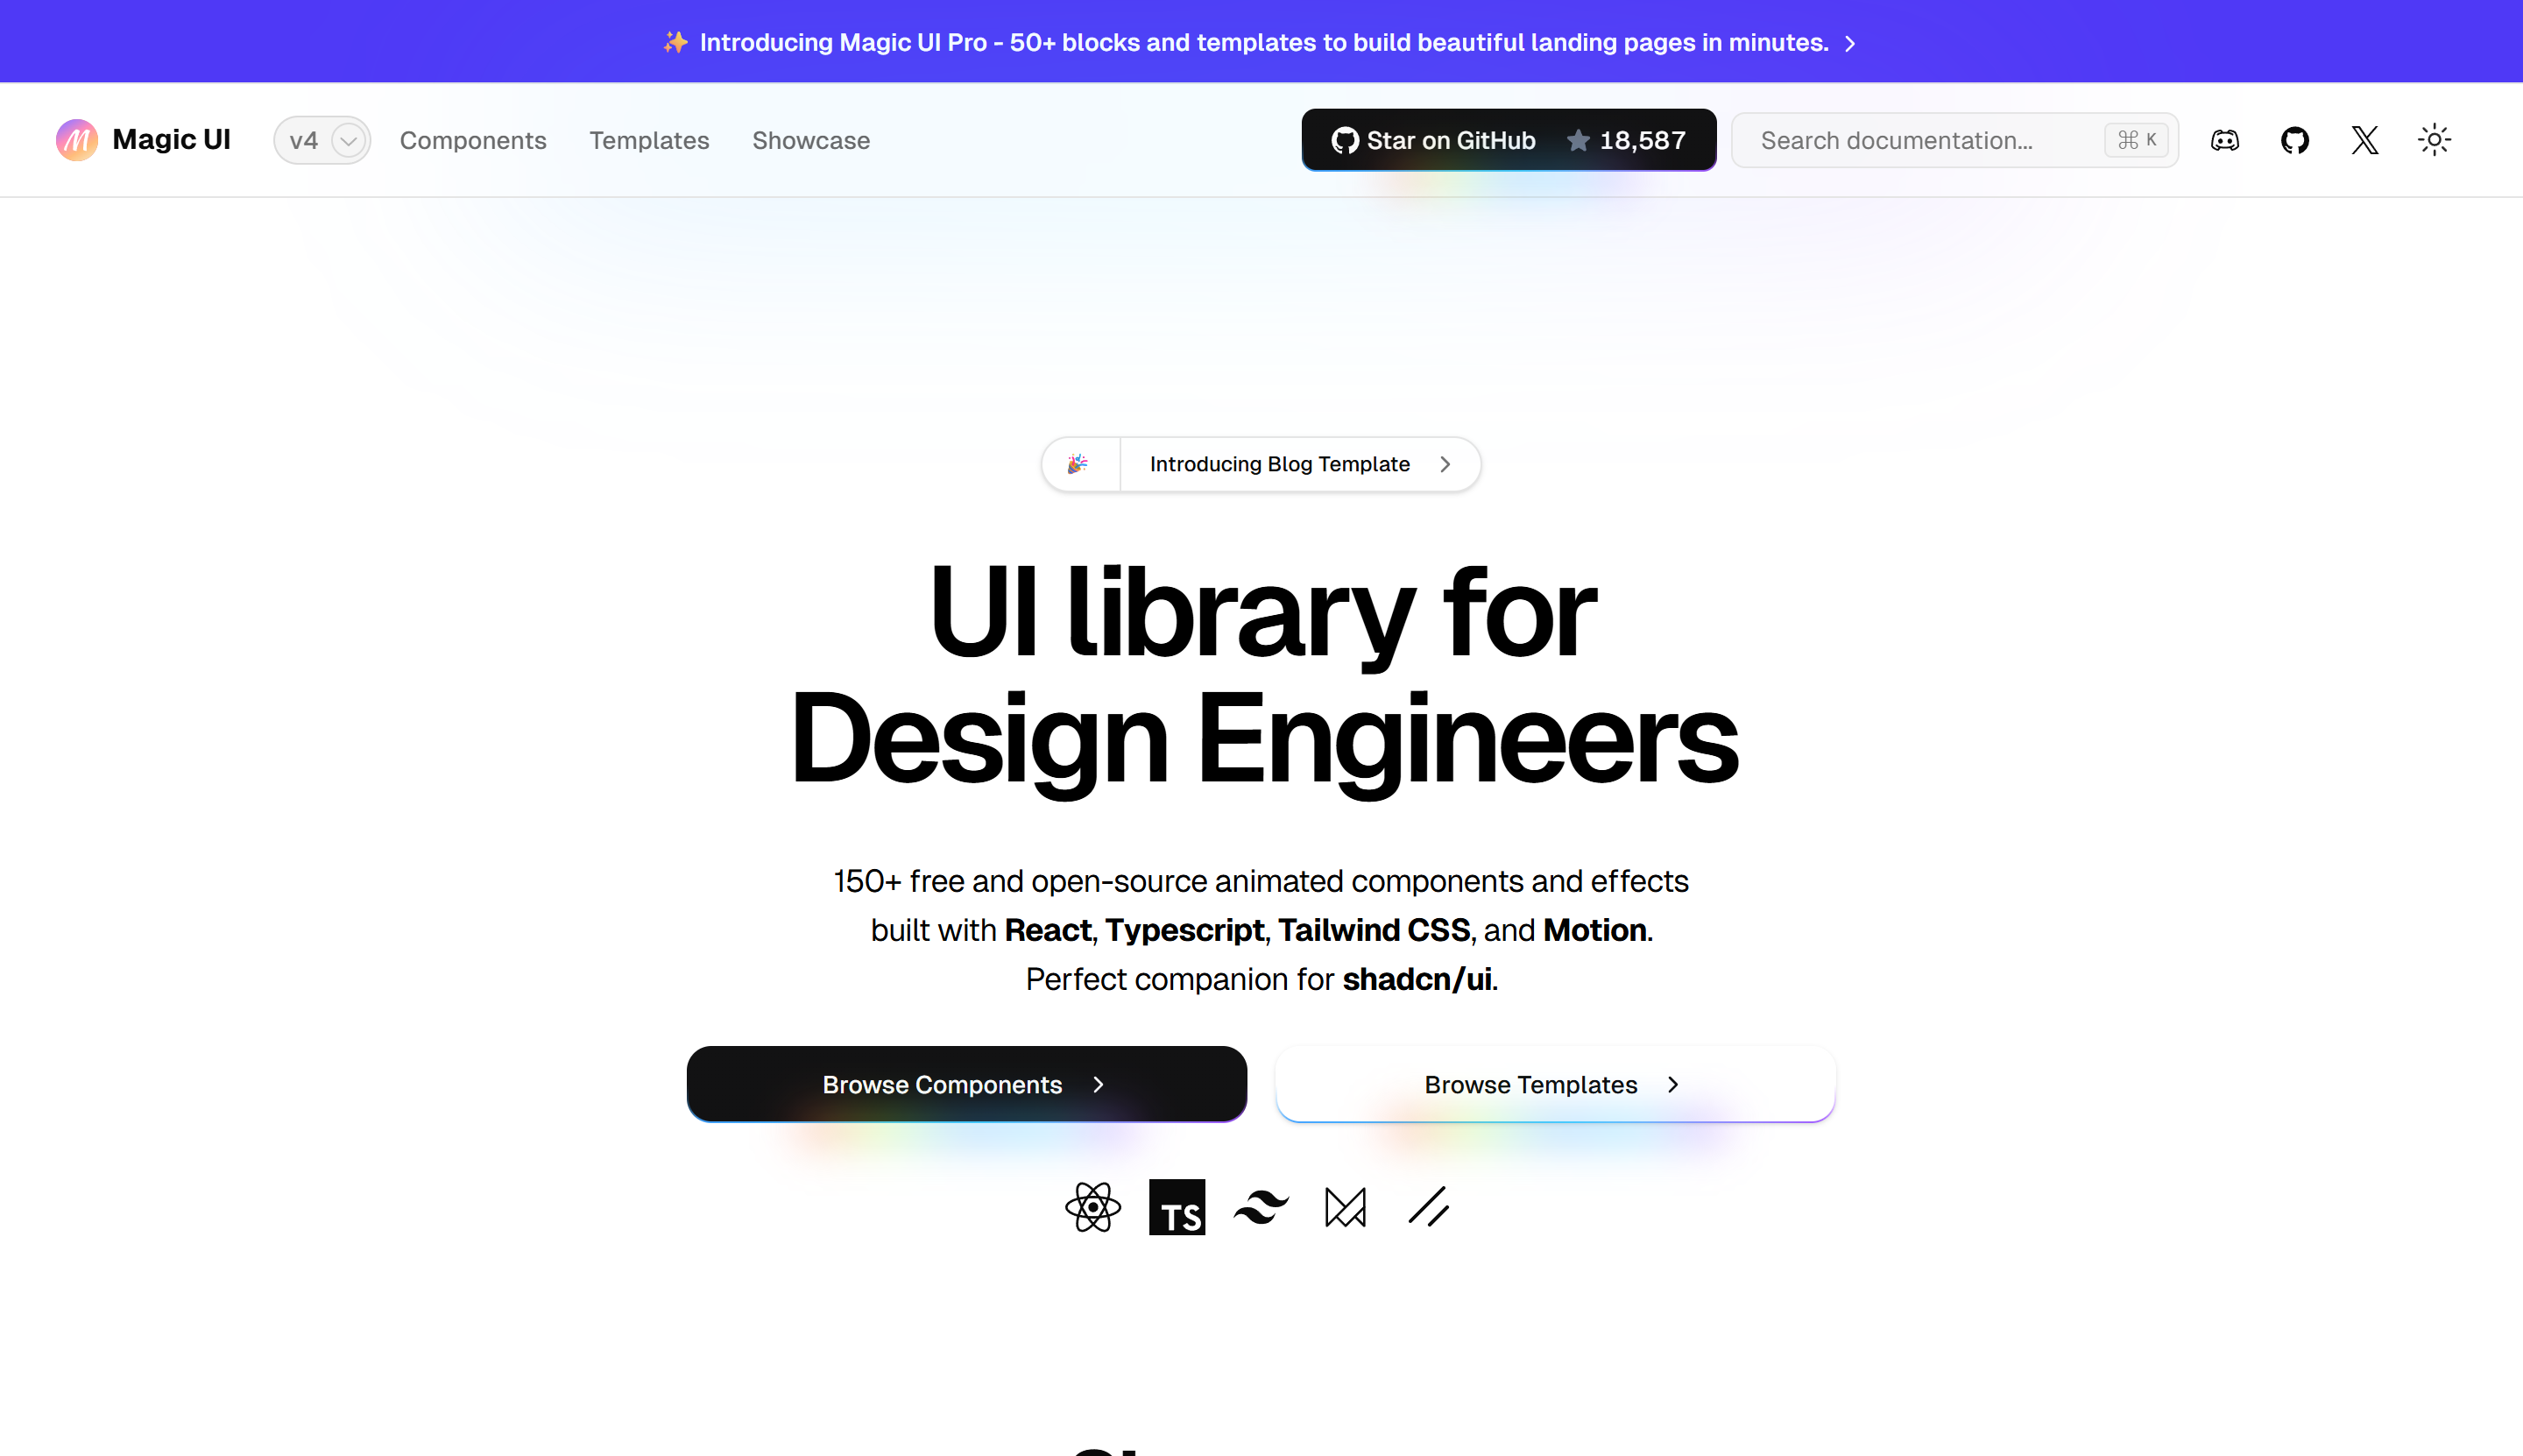 ✨ Introducing Magic UI Pro - 50+ blocks and templates to build beautiful landing pages in minutes.
Magic UI
v4
Components
Templates
Showcase
Star on GitHub 18,587
Search documentation...
⌘ K
🎉 Introducing Blog Template
UI library for
Design Engineers
150+ free and open-source animated components and effects
built with React, Typescript, Tailwind CSS, and Motion.
Perfect companion for shadcn/ui.
Browse Components
Browse Templates
TS